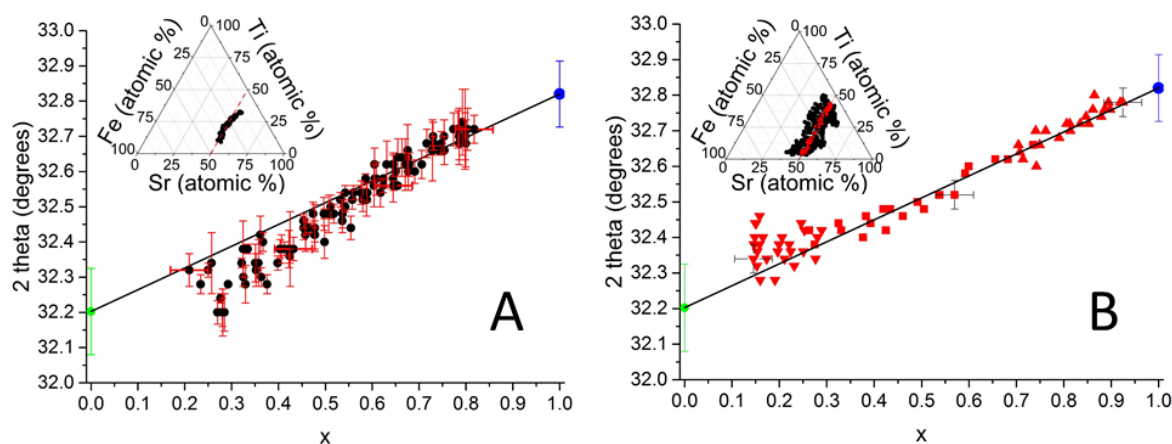 33.0
32.9
32.8
32.7
32.6
32.5
32.4
32.3
32.2
32.1
32.0
2 theta (degrees)
0.0 0.1 0.2 0.3 0.4 0.5 0.6 0.7 0.8 0.9 1.0
x
A
0 100
25 75
50 50
75 25
100 0
25 50 75 100
Fe (atomic %)
Ti (atomic %)
Sr (atomic %)
33.0
32.9
32.8
32.7
32.6
32.5
32.4
32.3
32.2
32.1
32.0
2 theta (degrees)
0.0 0.1 0.2 0.3 0.4 0.5 0.6 0.7 0.8 0.9 1.0
x
B
0 100
25 75
50 50
75 25
100 0
25 50 75 100
Fe (atomic %)
Ti (atomic %)
Sr (atomic %)